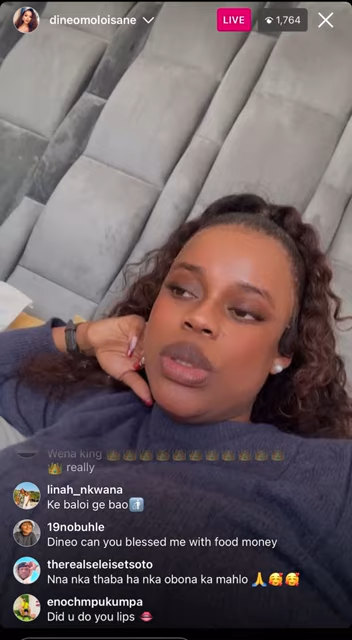 dineomoloisane
LIVE
1,764
Wena king 👑👑👑👑👑👑👑👑👑👑
👑 really
linah_nkwana
Ke baloi ge bao⬆️
19nobuhle
Dineo can you blessed me with food money
therealseleisetsoto
Nna nka thaba ha nka obona ka mahlo 🙏🥰🥰
enochmpukumpa
Did u do you lips 👄